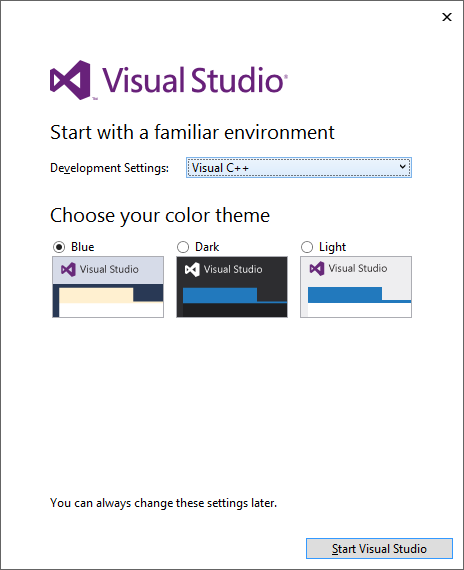 Visual Studio®
™
Start with a familiar environment
Development Settings: Visual C++
Choose your color theme
Blue Dark Light
Visual Studio Visual Studio Visual Studio
You can always change these settings later.
Start Visual Studio